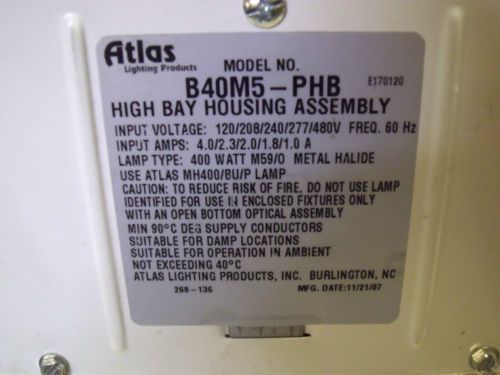 Atlas
Lighting Products
MODEL NO.
B40M5-PHB
E170120
HIGH BAY HOUSING ASSEMBLY
INPUT VOLTAGE: 120/208/240/277/480V FREQ. 60 Hz
INPUT AMPS: 4.0/2.3/2.0/1.8/1.0 A
LAMP TYPE: 400 WATT M59/O METAL HALIDE
USE ATLAS MH400/BU/P LAMP
CAUTION: TO REDUCE RISK OF FIRE, DO NOT USE LAMP
IDENTIFIED FOR USE IN ENCLOSED FIXTURES ONLY
WITH AN OPEN BOTTOM OPTICAL ASSEMBLY
MIN 90°C DEG SUPPLY CONDUCTORS
SUITABLE FOR DAMP LOCATIONS
SUITABLE FOR OPERATION IN AMBIENT
NOT EXCEEDING 40°C
ATLAS LIGHTING PRODUCTS, INC. BURLINGTON, NC
268-136 MFG. DATE:11/21/07